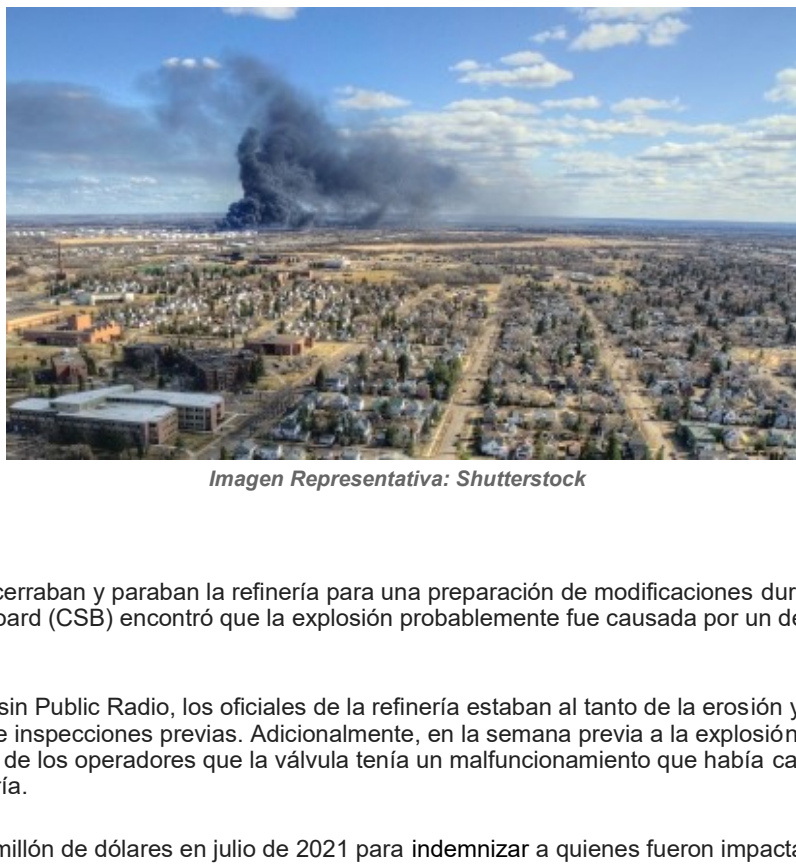 Imagen Representativa: Shutterstock
cerraban y paraban la refinería para una preparación de modificaciones dur
oard (CSB) encontró que la explosión probablemente fue causada por un de
sin Public Radio, los oficiales de la refinería estaban al tanto de la erosión y
e inspecciones previas. Adicionalmente, en la semana previa a la explosión
de los operadores que la válvula tenía un malfuncionamiento que había ca
ría.
millón de dólares en julio de 2021 para indemnizar a quienes fueron impacta